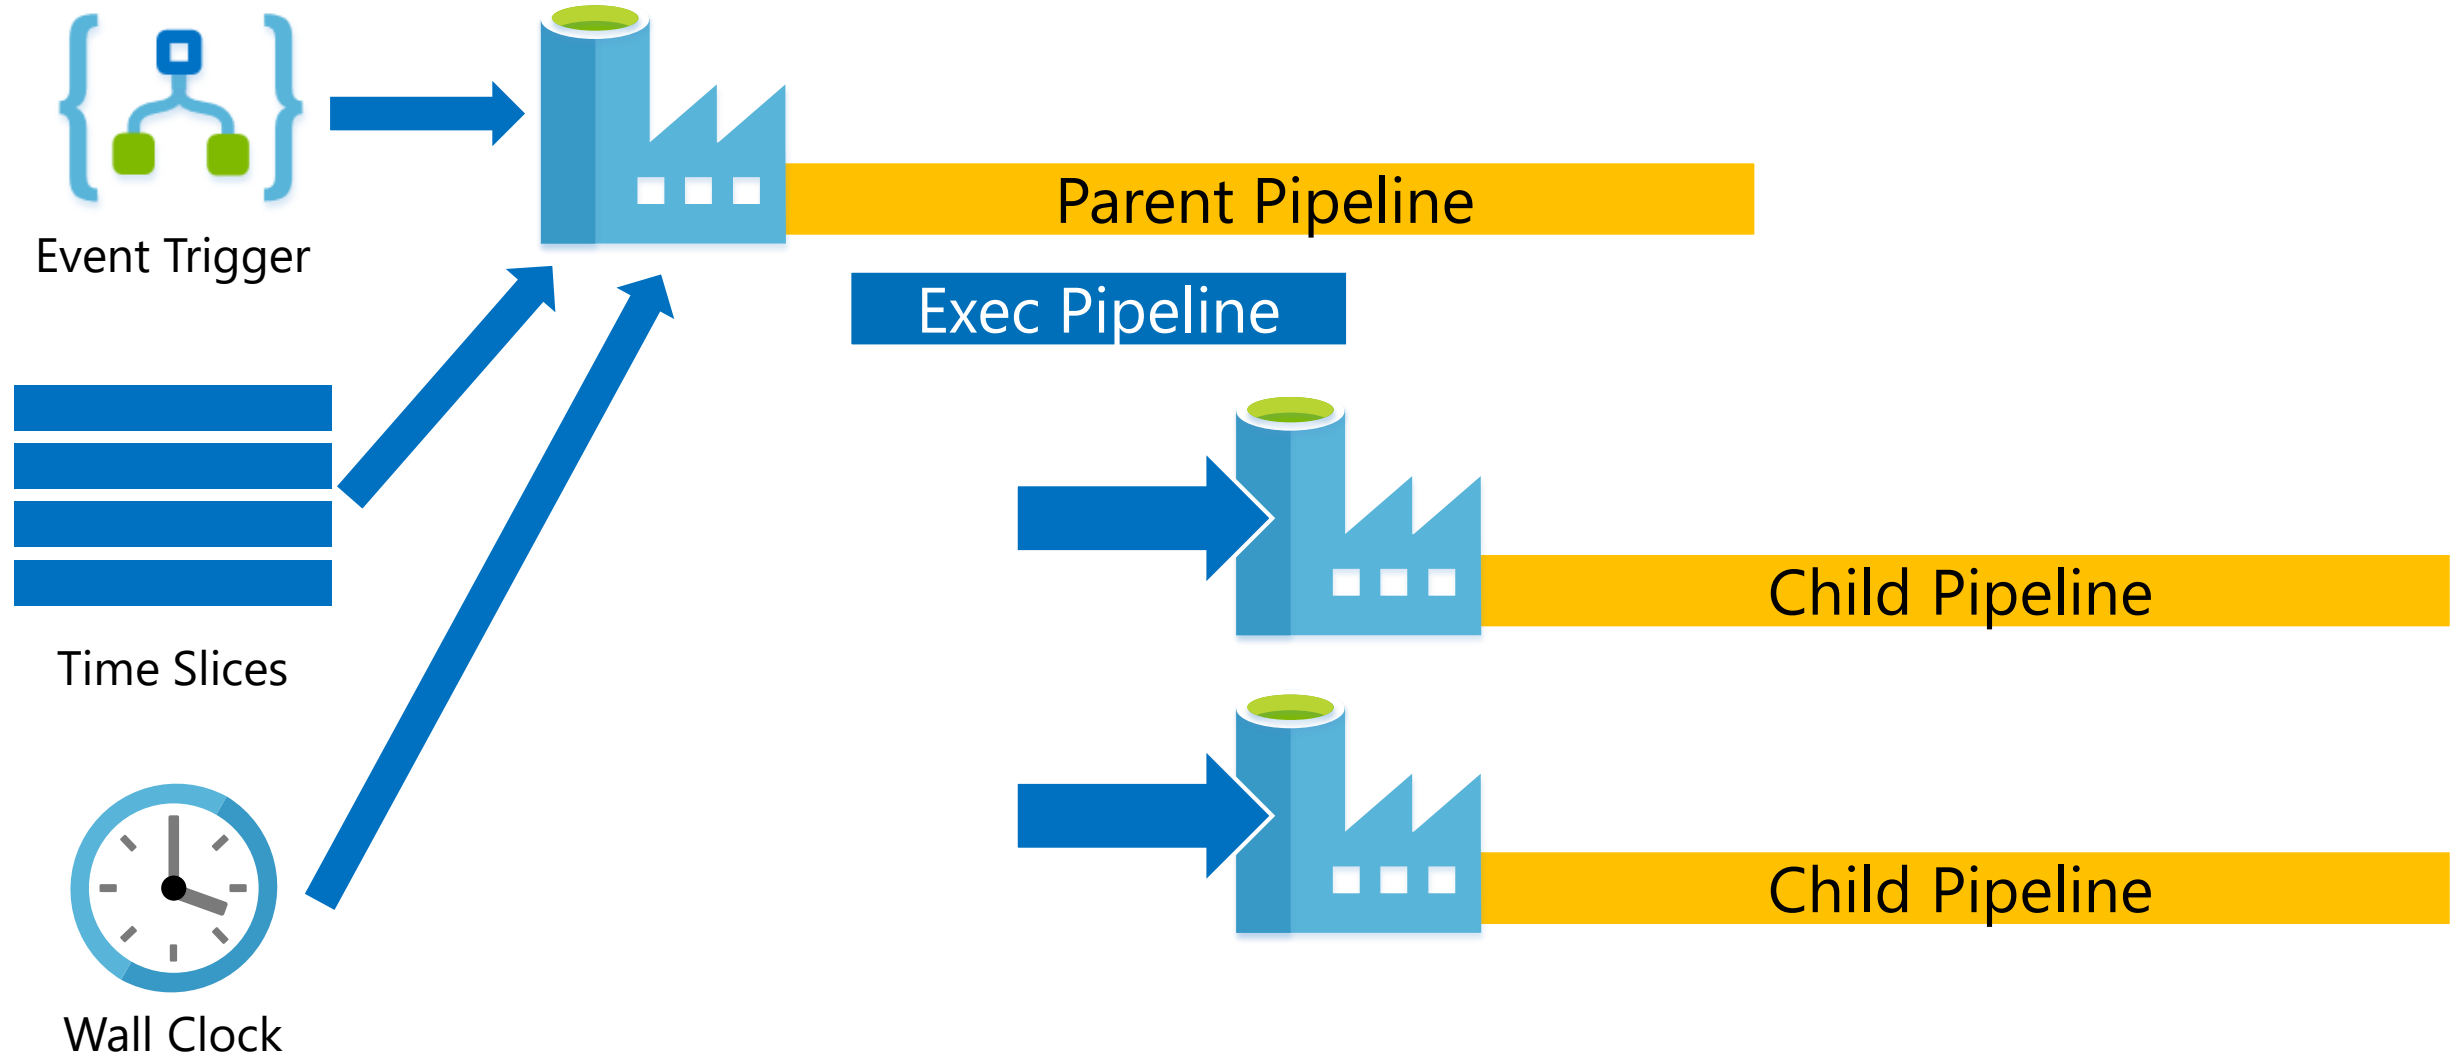 Event Trigger
Parent Pipeline
Exec Pipeline
Time Slices
Child Pipeline
Child Pipeline
Wall Clock